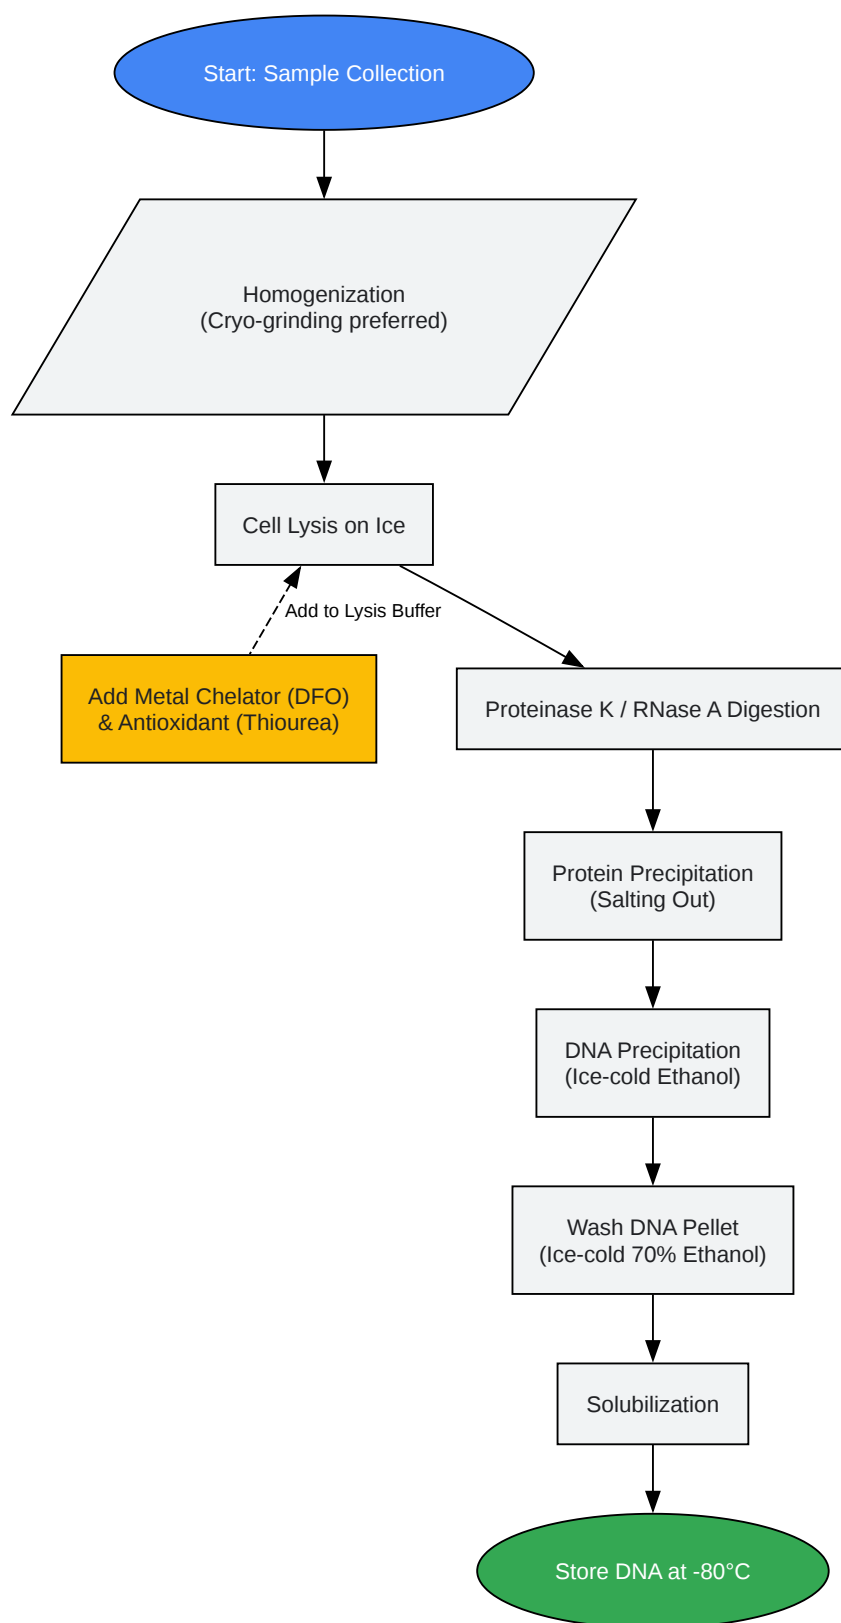 Start: Sample Collection
Homogenization
(Cryo-grinding preferred)
Cell Lysis on Ice
Add to Lysis Buffer
Add Metal Chelator (DFO)
& Antioxidant (Thiourea)
Proteinase K / RNase A Digestion
Protein Precipitation
(Salting Out)
DNA Precipitation
(Ice-cold Ethanol)
Wash DNA Pellet
(Ice-cold 70% Ethanol)
Solubilization
Store DNA at -80°C